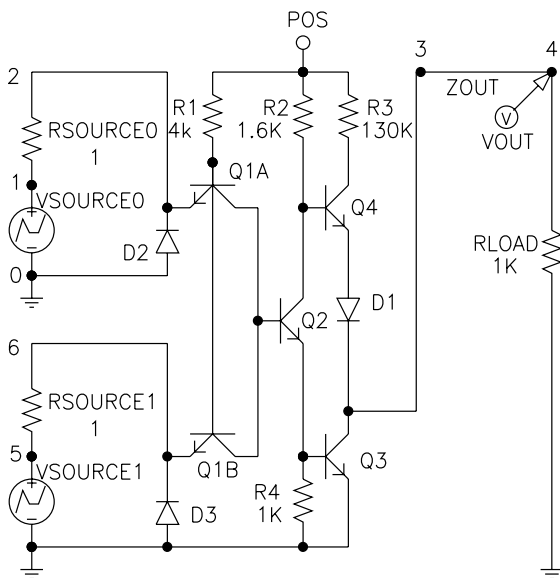 POS
2
3
4
R1
4k
R2
1.6K
R3
130K
ZOUT
V
VOUT
RSOURCE0
1
1
VSOURCE0
Q1A
Q4
D2
0
RLOAD
1K
D1
Q2
6
RSOURCE1
1
5
VSOURCE1
Q1B
Q3
D3
R4
1K